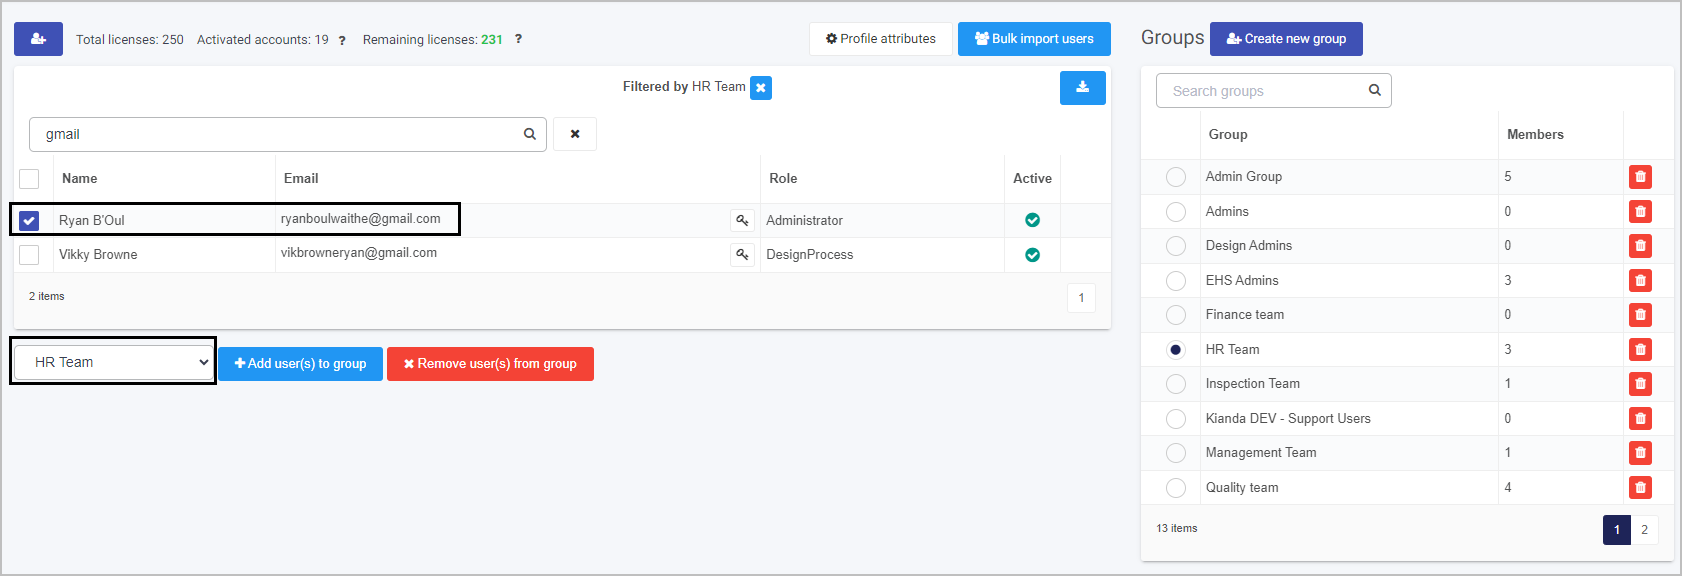 Total licenses: 250 Activated accounts: 19 ? Remaining licenses: 231 ?
Profile attributes
Bulk import users
Filtered by HR Team
gmail
Name Email Role Active
Ryan B'Oul ryanboulwaithe@gmail.com Administrator
Vikky Browne vikbrowneryan@gmail.com DesignProcess
2 items 1
HR Team
Add user(s) to group
Remove user(s) from group
Groups
Create new group
Search groups
Group Members
Admin Group 5
Admins 0
Design Admins 0
EHS Admins 3
Finance team 0
HR Team 3
Inspection Team 1
Kianda DEV - Support Users 0
Management Team 1
Quality team 4
13 items 1 2